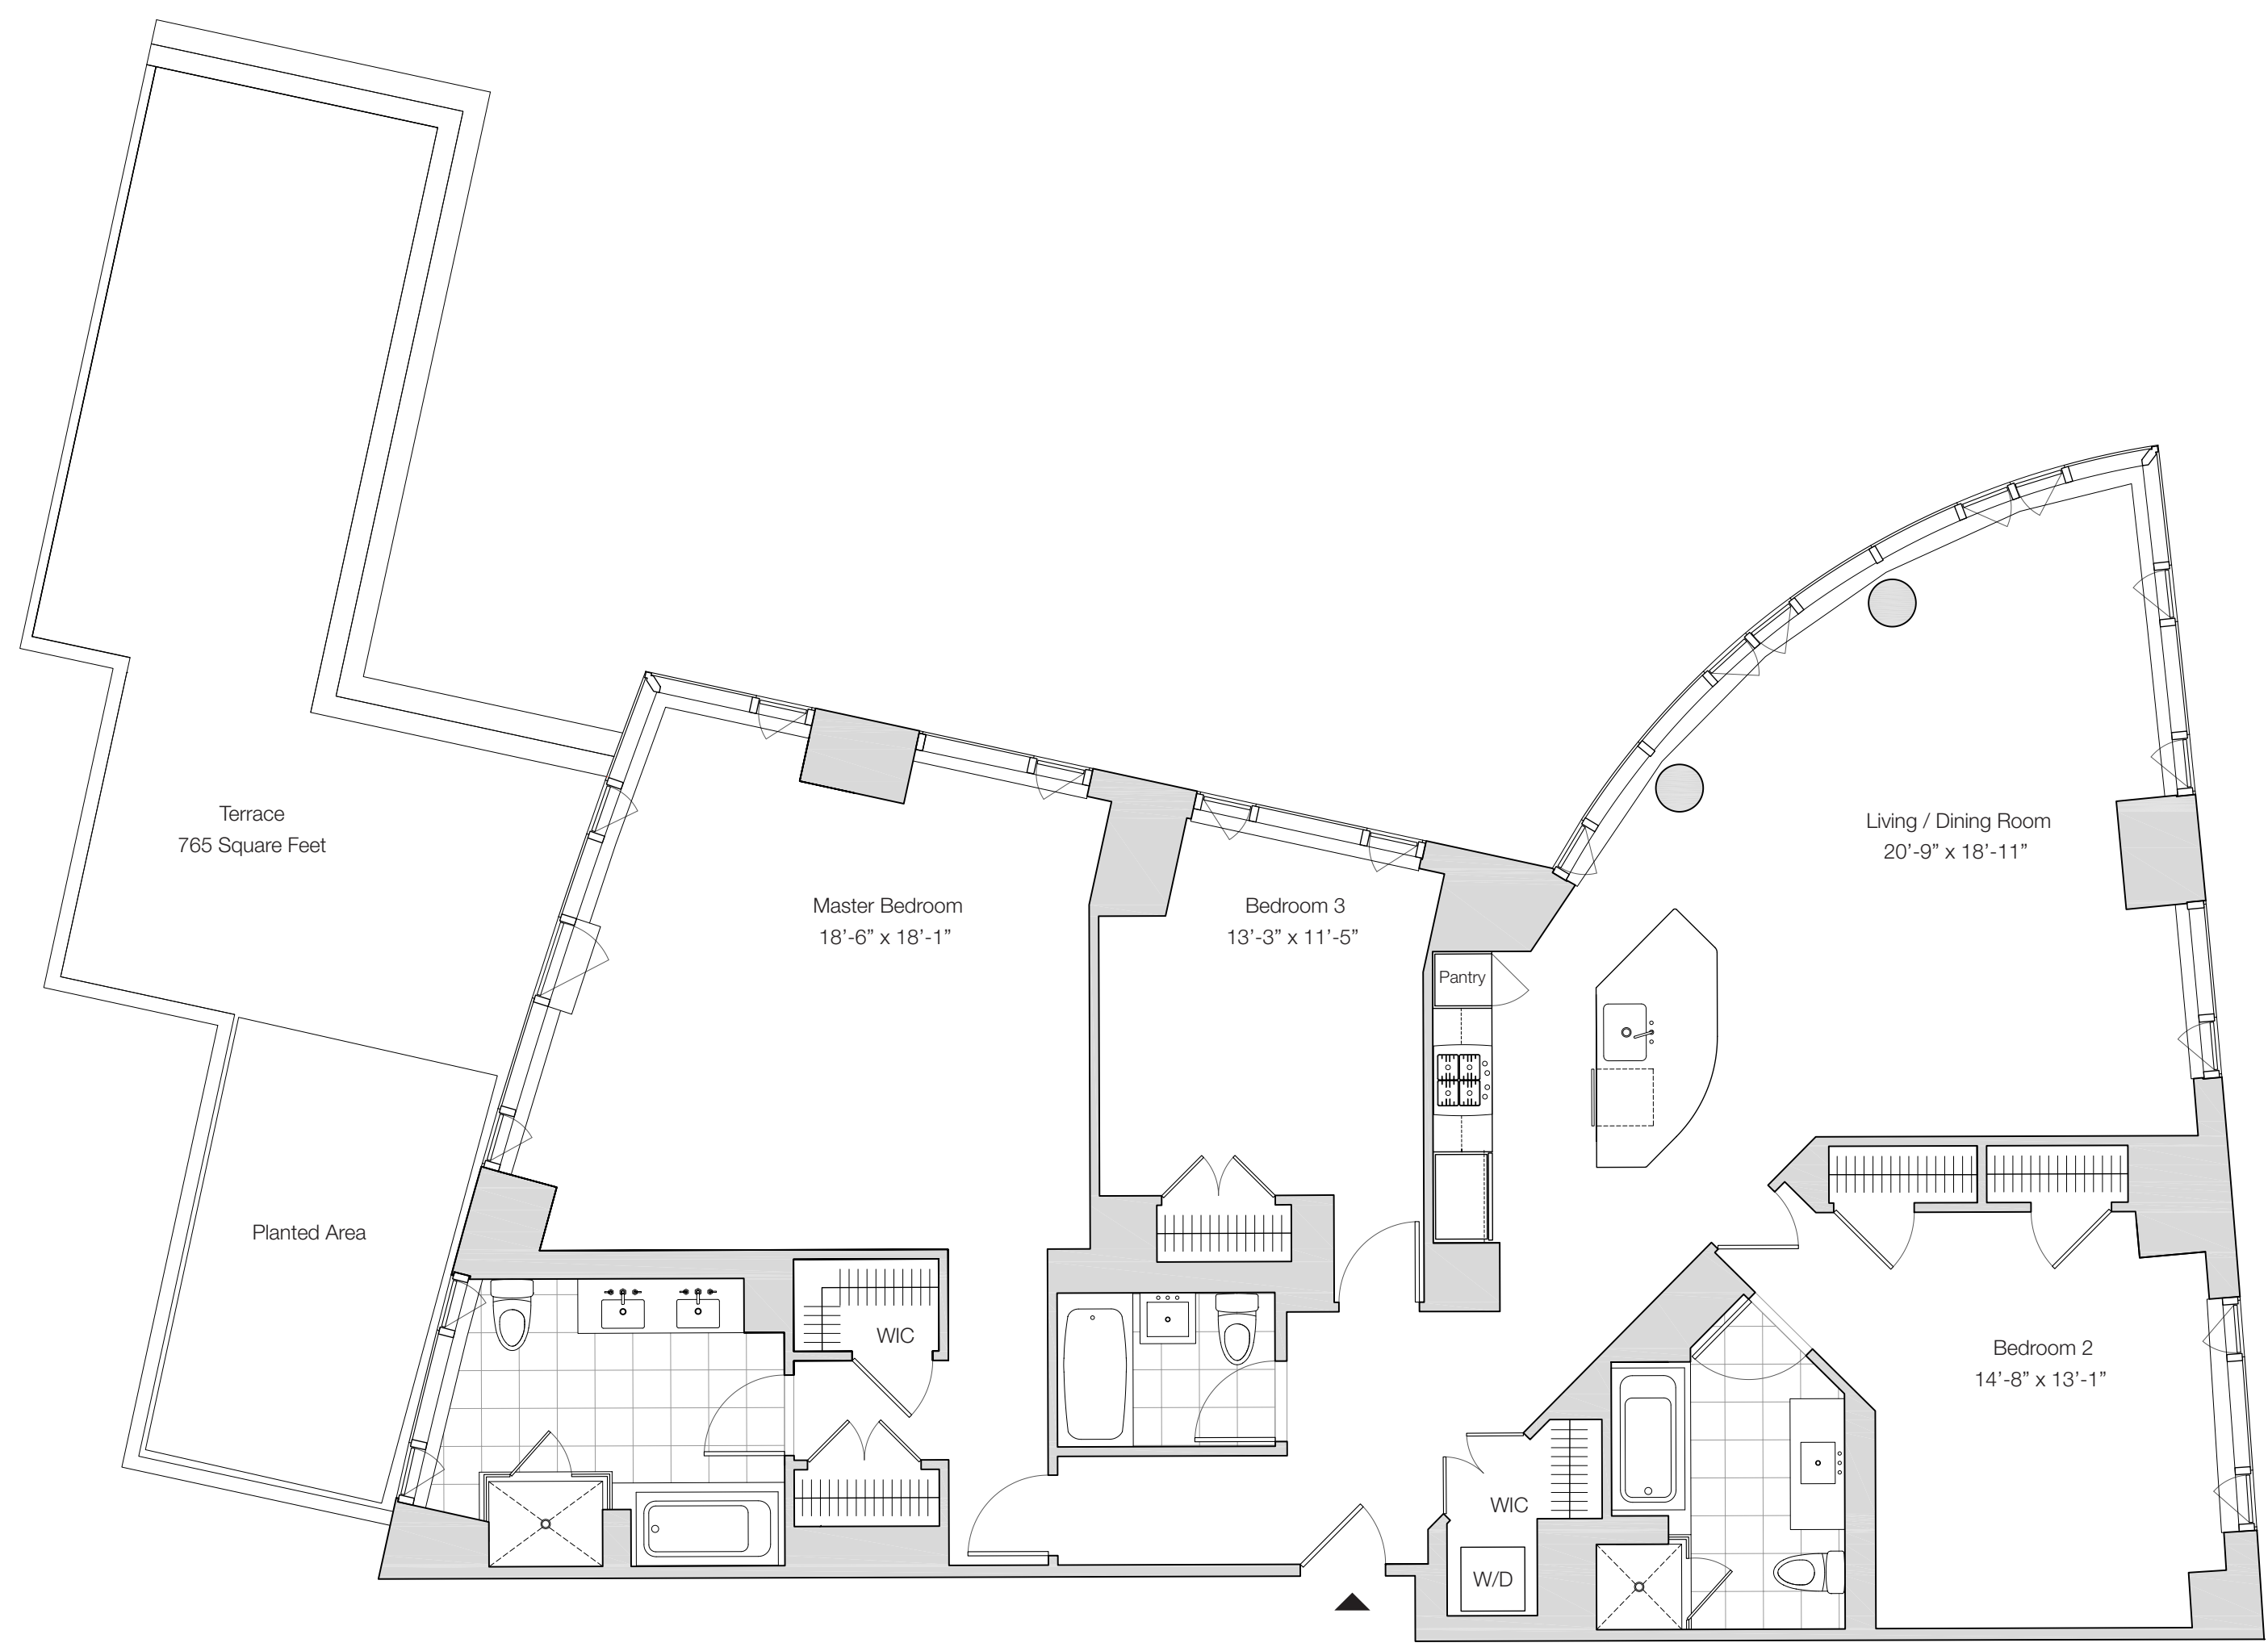 Terrace
765 Square Feet
Planted Area
Master Bedroom
18’-6” x 18’-1”
Bedroom 3
13’-3” x 11’-5”
Pantry
Living / Dining Room
20’-9” x 18’-11”
WIC
Bedroom 2
14’-8” x 13’-1”
WIC
W/D